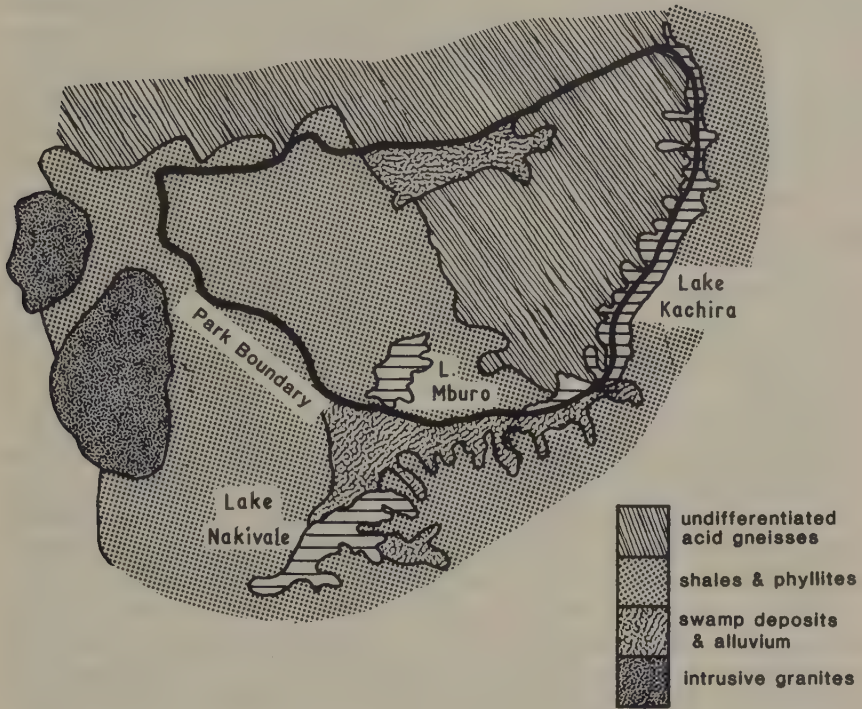 Lake
Kachira
Park Boundary
L.
Mburo
Lake
Nakivale
undifferentiated
acid gneisses
shales & phyllites
swamp deposits
& alluvium
intrusive granites